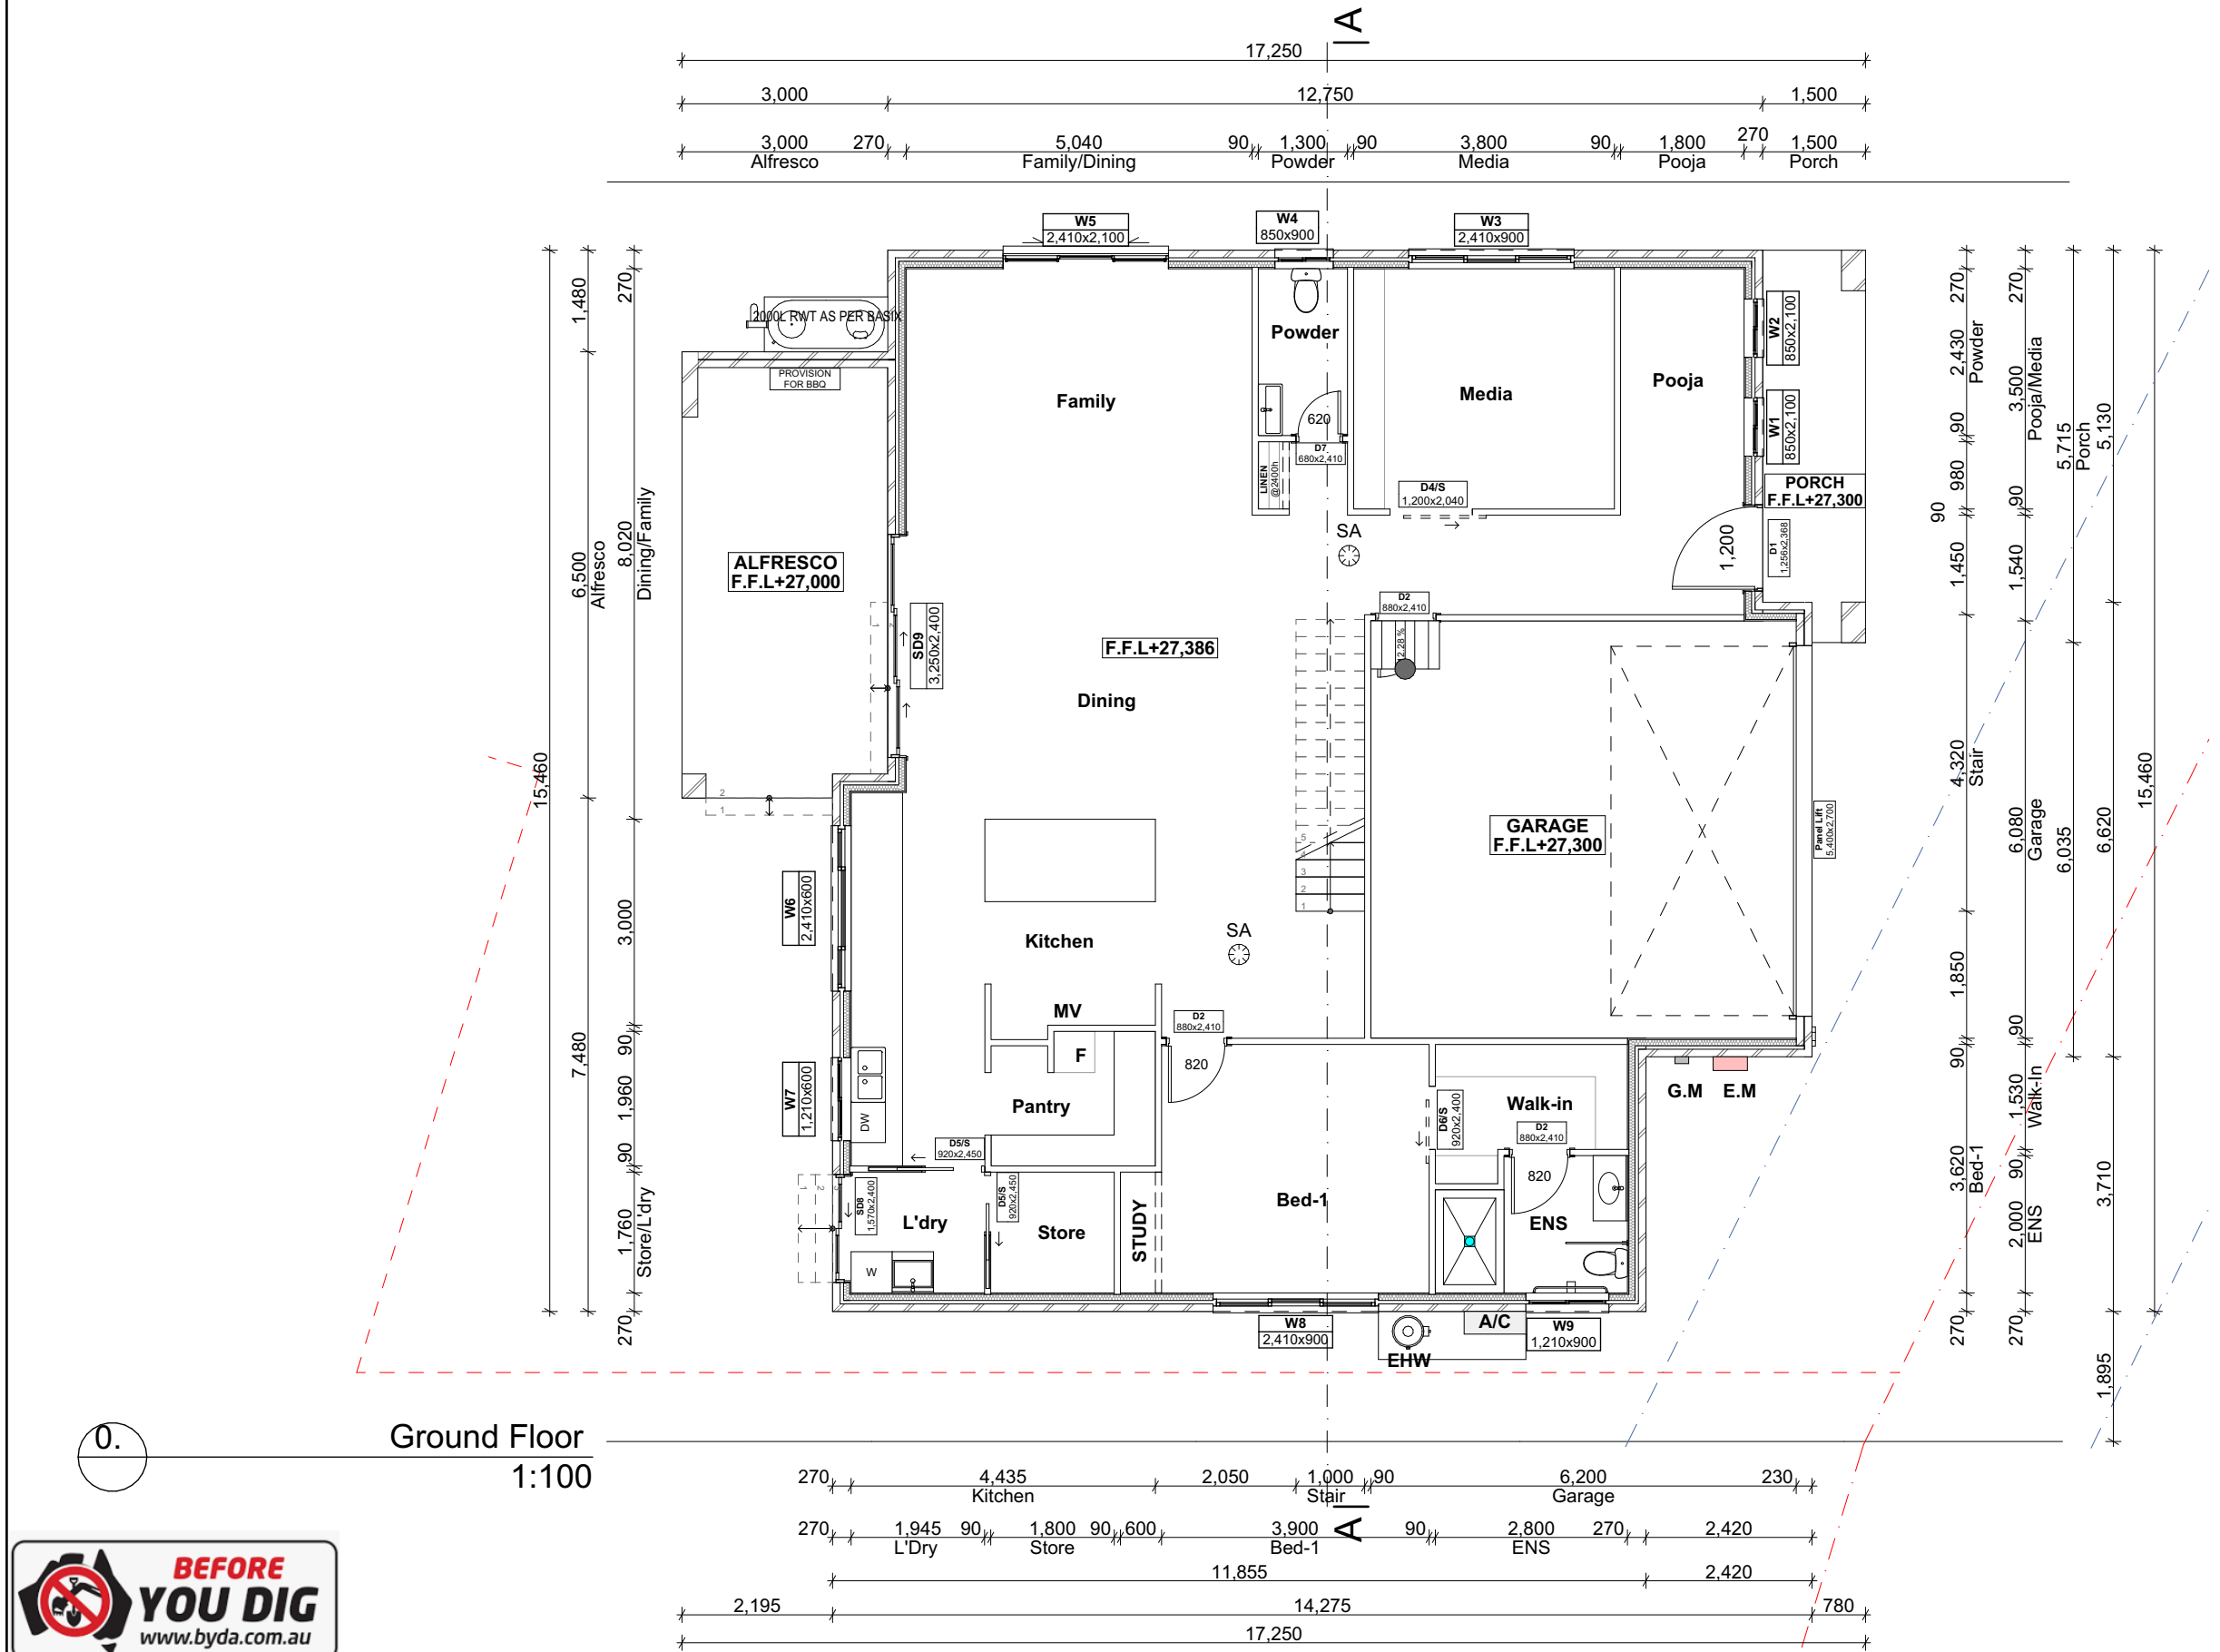 A
17,250
3,000 12,750 1,500
3,000 270 5,040 90 1,300 90 3,800 90 1,800 270 1,500
Alfresco Family/Dining Powder Media Pooja Porch
W5
2,410x2,100
W4
850x900
W3
2,410x900
2000L RWT AS PER BASIX
PROVISION
FOR BBQ
Family
Powder
Media
Pooja
W2
850x2,100
W1
850x2,100
620
D7
680x2,410
LINEN
@2400h
D4/S
1,200x2,040
PORCH
F.F.L+27,300
1,200
D1
1,256x2,368
SA
ALFRESCO
F.F.L+27,000
SD9
3,250x2,400
2
1
2
1
D2
880x2,410
F.F.L+27,386
Dining
GARAGE
F.F.L+27,300
Panel Lift
5,400x2,700
5
4
3
2
1
W6
2,410x600
Kitchen
SA
MV
F
D2
880x2,410
820
W7
1,210x600
DW
Pantry
D5/S
920x2,450
D5/S
920x2,450
D6/S
920x2,400
Walk-in
D2
880x2,410
820
G.M E.M
SD8
1,570x2,400
1
2
3
L'dry
W
Store
STUDY
Bed-1
ENS
W8
2,410x900
EHW
A/C
W9
1,210x900
15,460
1,480
6,500
Alfresco
7,480
270
8,020
Dining/Family
3,000
90
1,960
90
1,760
Store/L'dry
270
270
2,430
Powder
90
980
90
1,450
4,320
Stair
1,850
90
3,620
Bed-1
270
270
3,500
Pooja/Media
90
1,540
6,080
Garage
90
1,530
Walk-In
90
2,000
ENS
270
5,715
Porch
6,035
5,130
6,620
3,710
1,895
15,460
0.
Ground Floor
1:100
270 4,435 2,050 1,000 90 6,200 230
Kitchen Stair Garage
A
270 1,945 90 1,800 90 600 3,900 90 2,800 270 2,420
L'Dry Store Bed-1 ENS
11,855 2,420
2,195 14,275 780
17,250
BEFORE
YOU DIG
www.byda.com.au